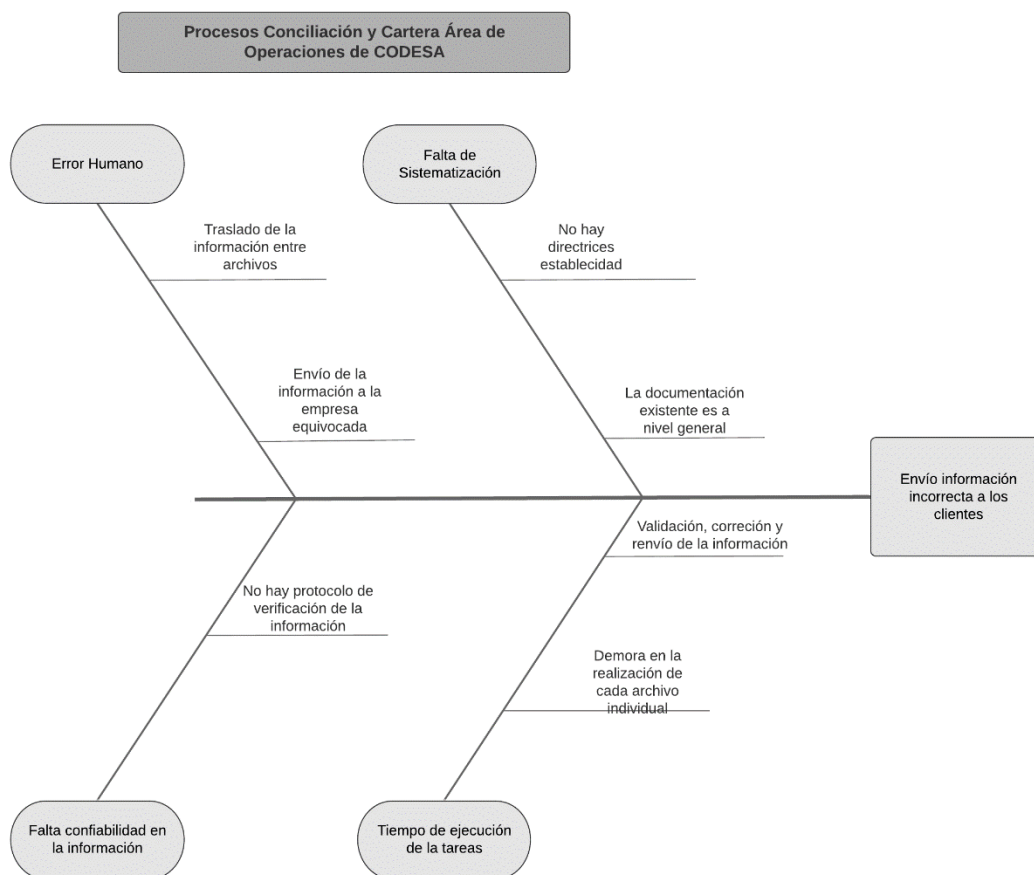 Procesos Conciliación y Cartera Área de
Operaciones de CODESA
Error Humano
Falta de
Sistematización
Traslado de la
información entre
archivos
No hay
directrices
establecidad
Envío de la
información a la
empresa
equivocada
La documentación
existente es a
nivel general
Envío información
incorrecta a los
clientes
Validación, correción y
renvío de la información
No hay protocolo de
verificación de la
información
Demora en la
realización de
cada archivo
individual
Falta confiabilidad en
la información
Tiempo de ejecución
de la tareas